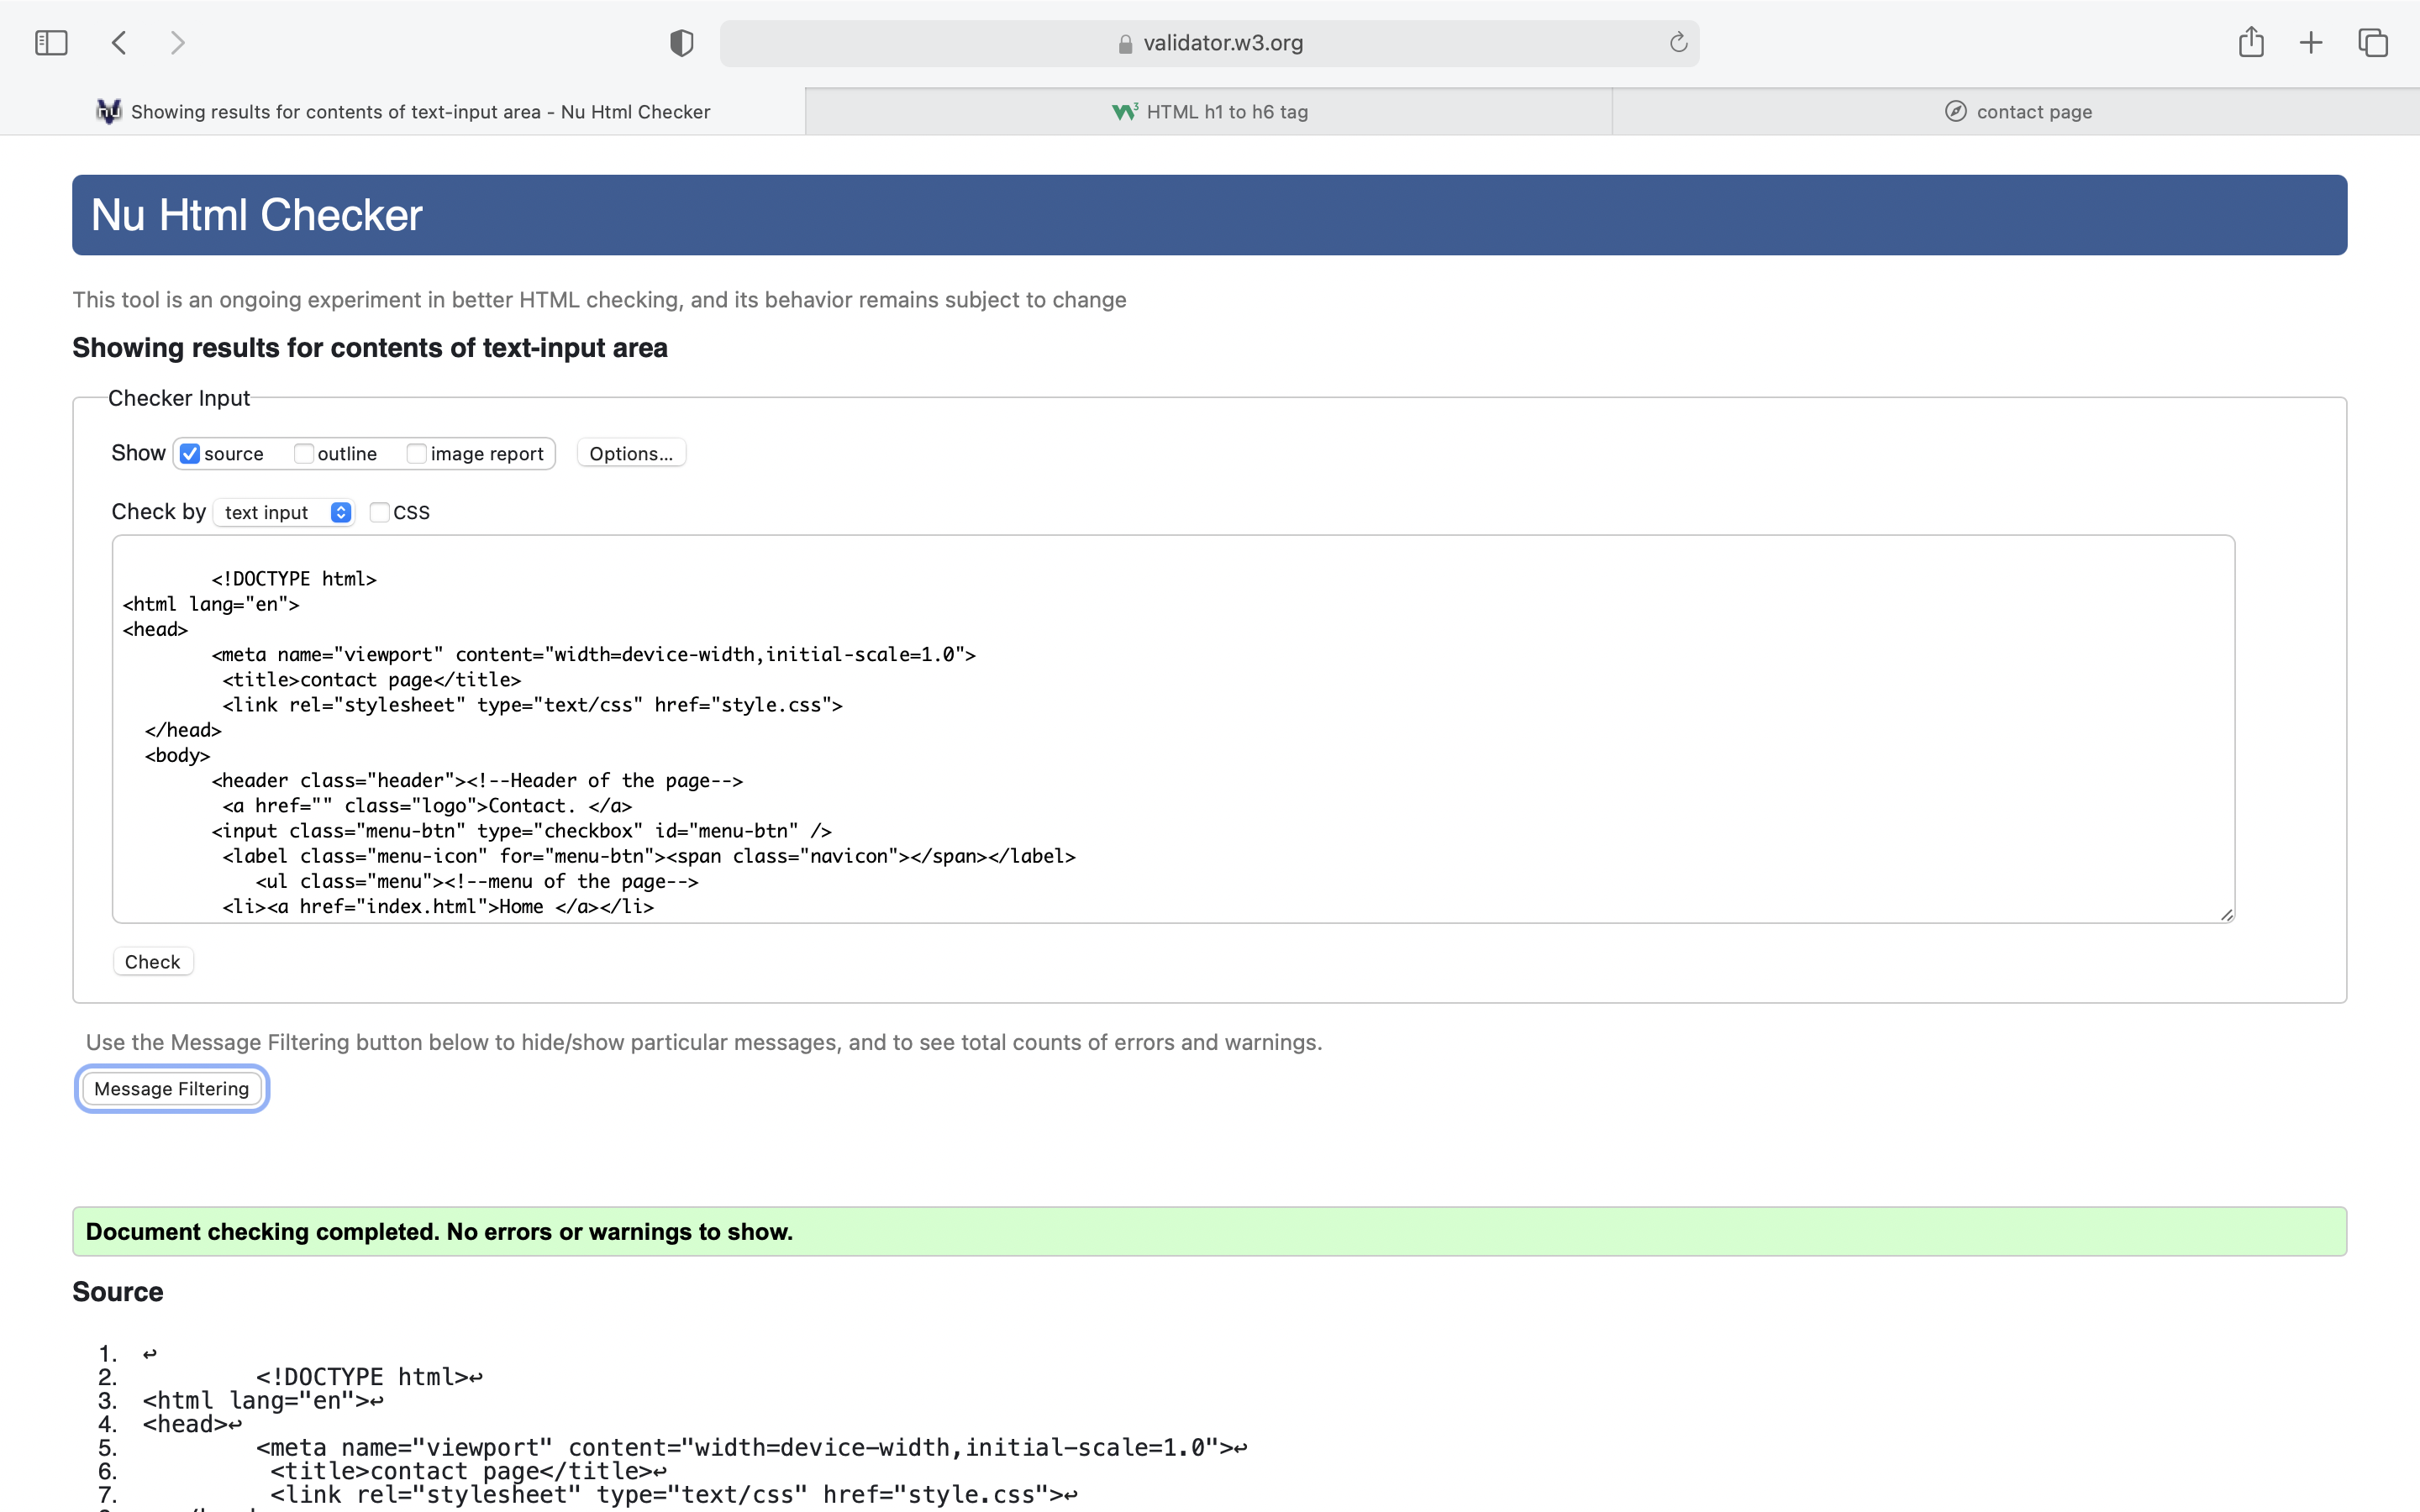 validator.w3.org
Showing results for contents of text-input area - Nu Html Checker
HTML h1 to h6 tag
contact page
Nu Html Checker
This tool is an ongoing experiment in better HTML checking, and its behavior remains subject to change
Showing results for contents of text-input area
Checker Input
Show source outline image report Options...
Check by text input CSS
<!DOCTYPE html>
<html lang="en">
<head>
<meta name="viewport" content="width=device-width,initial-scale=1.0">
<title>contact page</title>
<link rel="stylesheet" type="text/css" href="style.css">
</head>
<body>
<header class="header"><!--Header of the page-->
<a href="" class="logo">Contact. </a>
<input class="menu-btn" type="checkbox" id="menu-btn" />
<label class="menu-icon" for="menu-btn"><span class="navicon"></span></label>
<ul class="menu"><!--menu of the page-->
<li><a href="index.html">Home </a></li>
Check
Use the Message Filtering button below to hide/show particular messages, and to see total counts of errors and warnings.
Message Filtering
Document checking completed. No errors or warnings to show.
Source
1. ↩
2. <!DOCTYPE html>↩
3. <html lang="en">↩
4. <head>↩
5. <meta name="viewport" content="width=device-width,initial-scale=1.0">↩
6. <title>contact page</title>↩
7. <link rel="stylesheet" type="text/css" href="style.css">↩